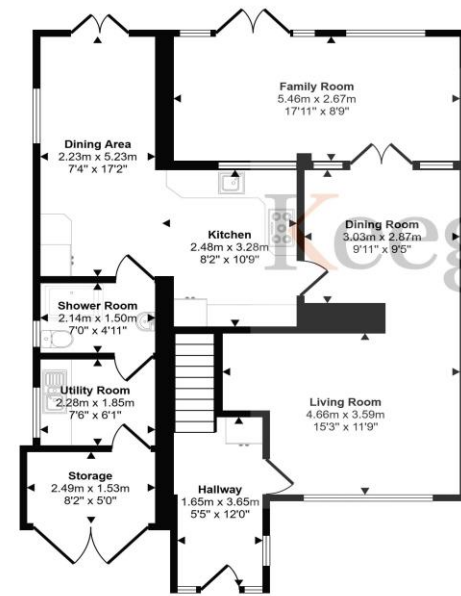 Family Room
5.46m x 2.67m
17'11" x 8'9"
Dining Area
2.23m x 5.23m
7'4" x 17'2"
Kitchen
2.48m x 3.28m
8'2" x 10'9"
Dining Room
3.03m x 2.87m
9'11" x 9'5"
Keeg
Shower Room
2.14m x 1.50m
7'0" x 4'11"
Utility Room
2.28m x 1.85m
7'6" x 6'1"
Living Room
4.66m x 3.59m
15'3" x 11'9"
Storage
2.49m x 1.53m
8'2" x 5'0"
Hallway
1.65m x 3.65m
5'5" x 12'0"